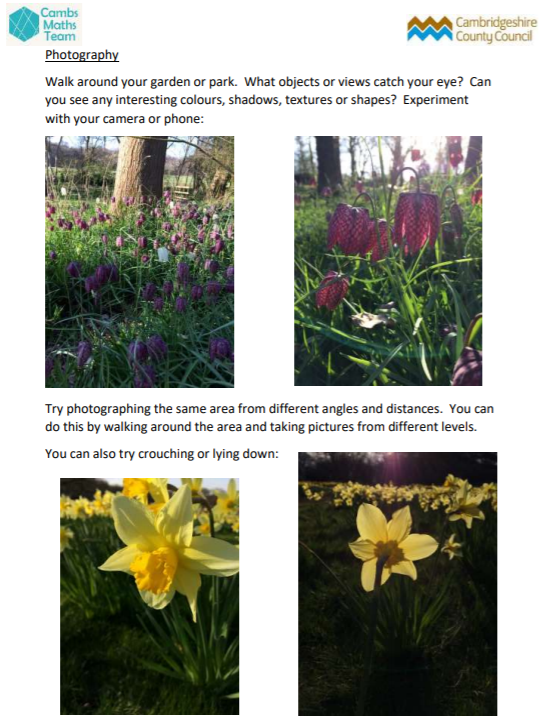 Cambs
Maths
Team
Cambridgeshire
County Council
Photography
Walk around your garden or park.  What objects or views catch your eye?  Can
you see any interesting colours, shadows, textures or shapes?  Experiment
with your camera or phone:
Try photographing the same area from different angles and distances.  You can
do this by walking around the area and taking pictures from different levels.
You can also try crouching or lying down: